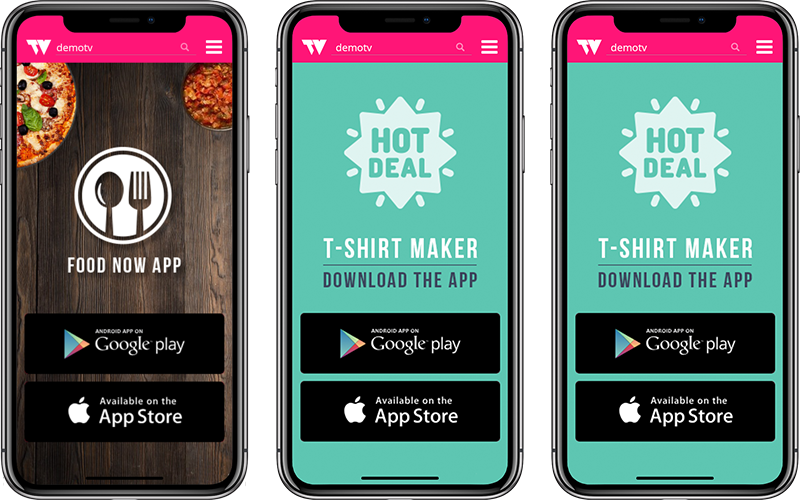 demotv
FOOD NOW APP
ANDROID APP ON
Google play
Available on the
App Store
demotv
HOT
DEAL
T-SHIRT MAKER
DOWNLOAD THE APP
ANDROID APP ON
Google play
Available on the
App Store
demotv
HOT
DEAL
T-SHIRT MAKER
DOWNLOAD THE APP
ANDROID APP ON
Google play
Available on the
App Store